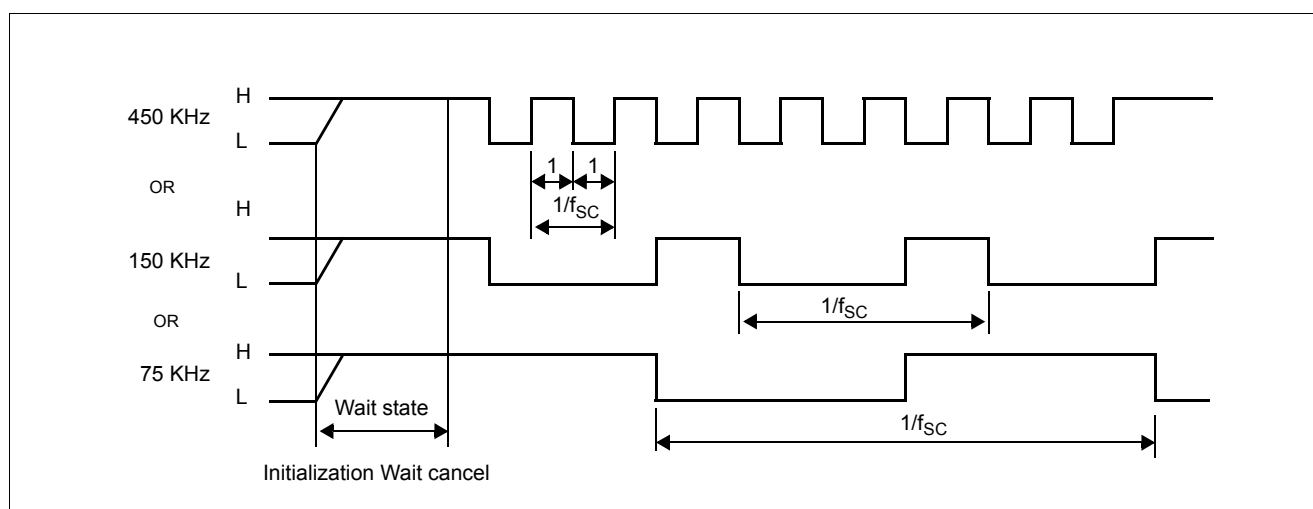 H
450 KHz
L
1 1
OR
1/fSC
H
150 KHz
L
1/fSC
OR
H
75 KHz
L
Wait state
1/fSC
Initialization Wait cancel